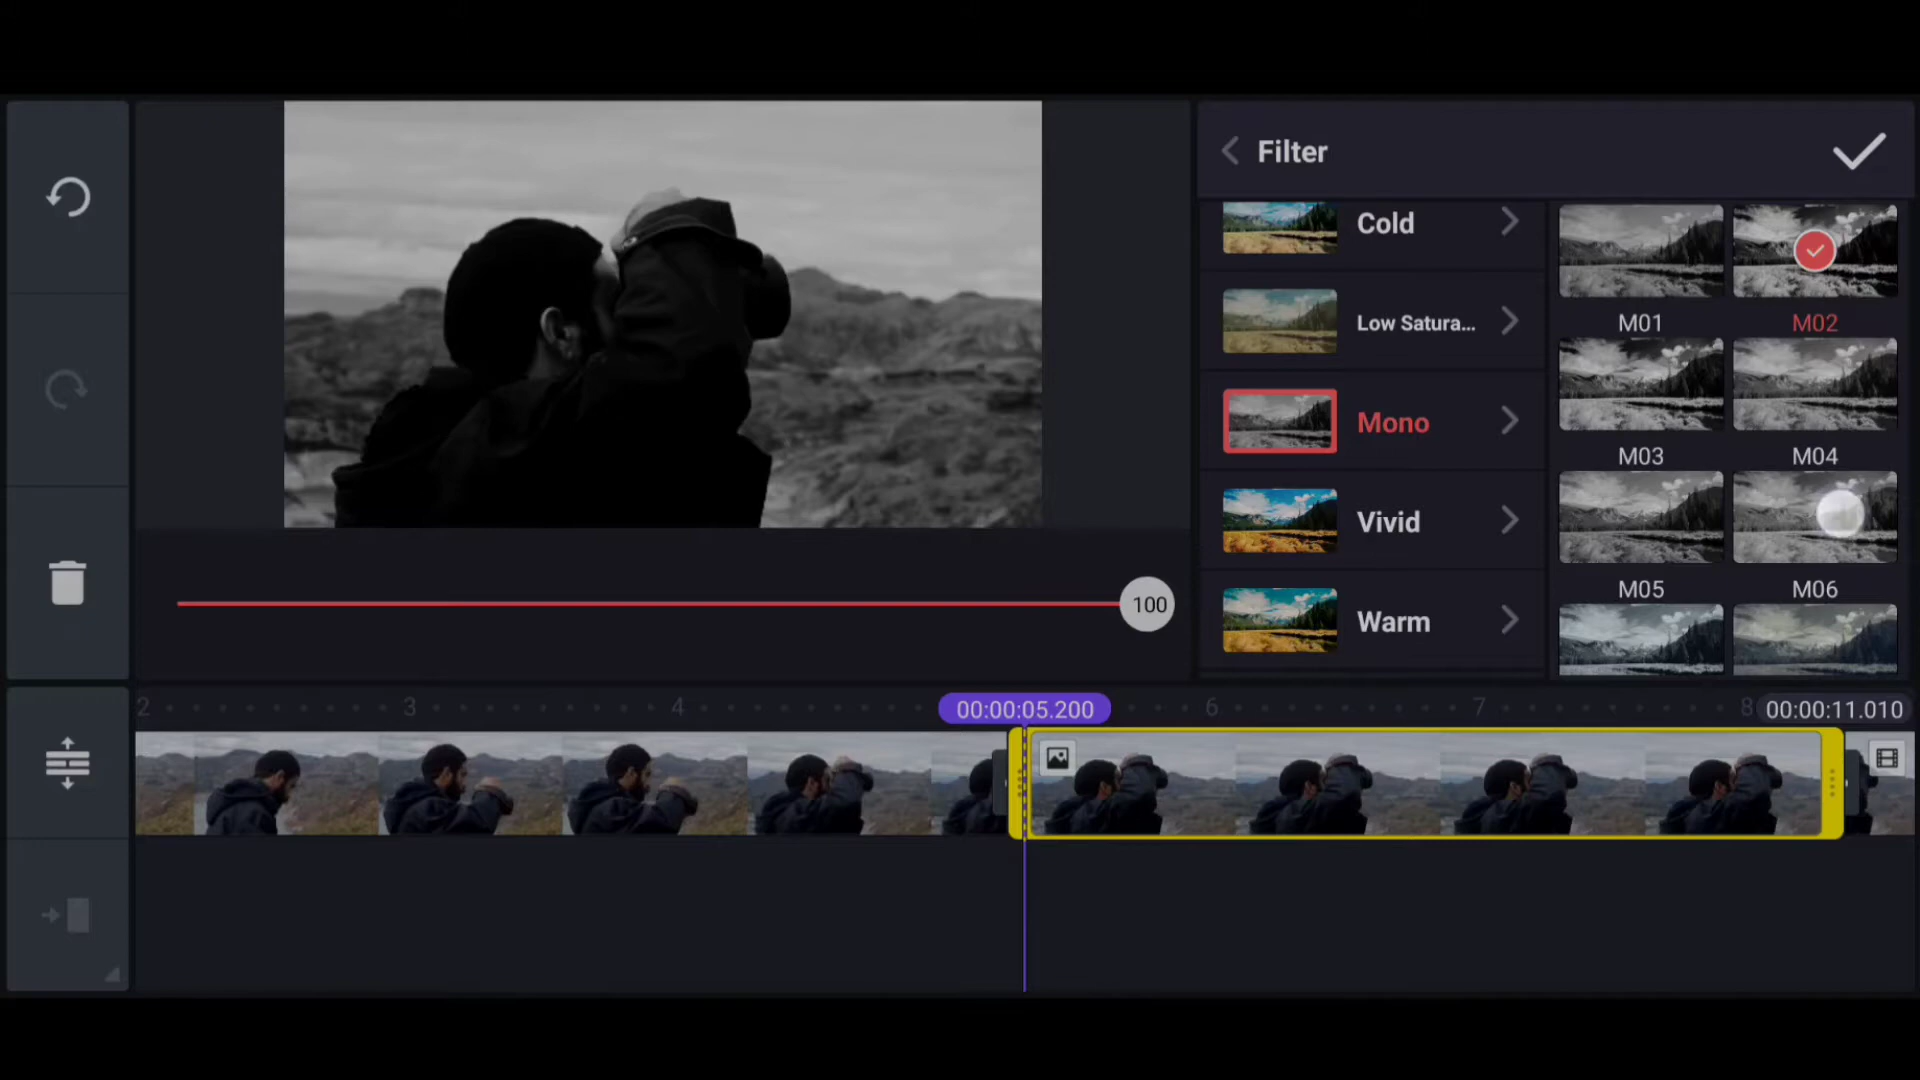 Filter
Cold
Low Satura...
Mono
Vivid
Warm
M01
M02
M03
M04
M05
M06
100
2
3
4
00:00:05.200
6
7
8
00:00:11.010